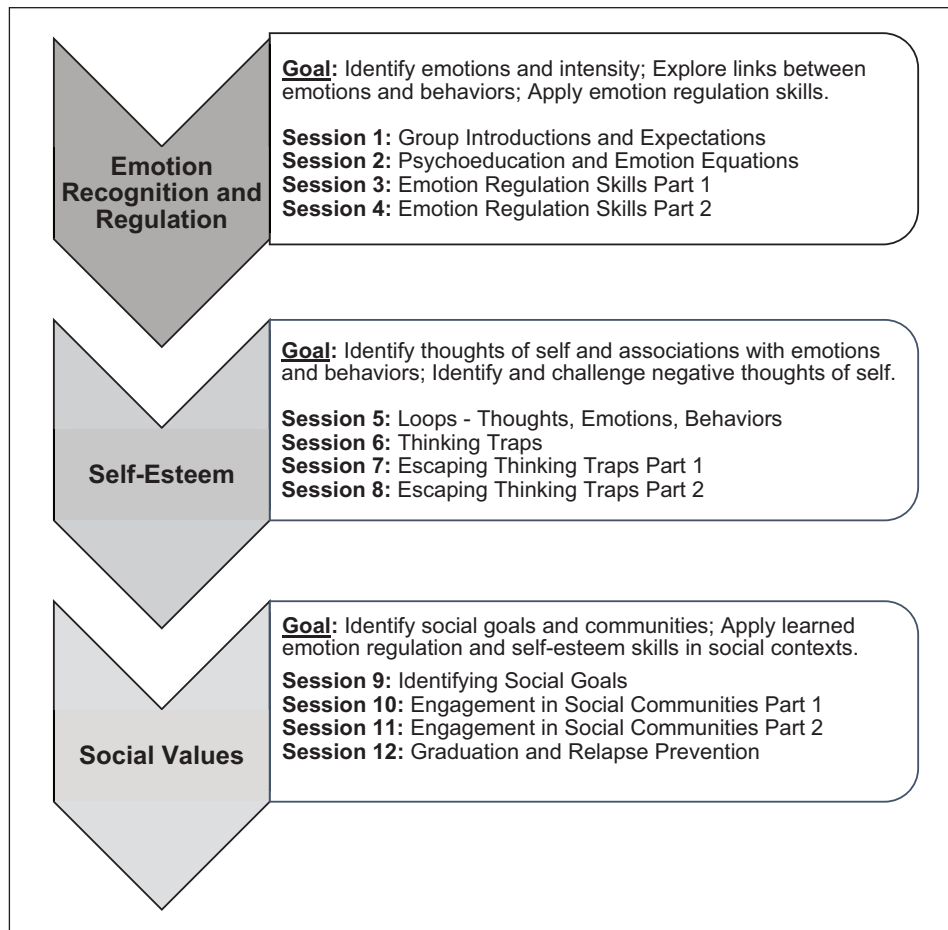 Emotion
Recognition and
Regulation
Goal: Identify emotions and intensity; Explore links between
emotions and behaviors; Apply emotion regulation skills.
Session 1: Group Introductions and Expectations
Session 2: Psychoeducation and Emotion Equations
Session 3: Emotion Regulation Skills Part 1
Session 4: Emotion Regulation Skills Part 2
Self-Esteem
Goal: Identify thoughts of self and associations with emotions
and behaviors; Identify and challenge negative thoughts of self.
Session 5: Loops - Thoughts, Emotions, Behaviors
Session 6: Thinking Traps
Session 7: Escaping Thinking Traps Part 1
Session 8: Escaping Thinking Traps Part 2
Social Values
Goal: Identify social goals and communities; Apply learned
emotion regulation and self-esteem skills in social contexts.
Session 9: Identifying Social Goals
Session 10: Engagement in Social Communities Part 1
Session 11: Engagement in Social Communities Part 2
Session 12: Graduation and Relapse Prevention